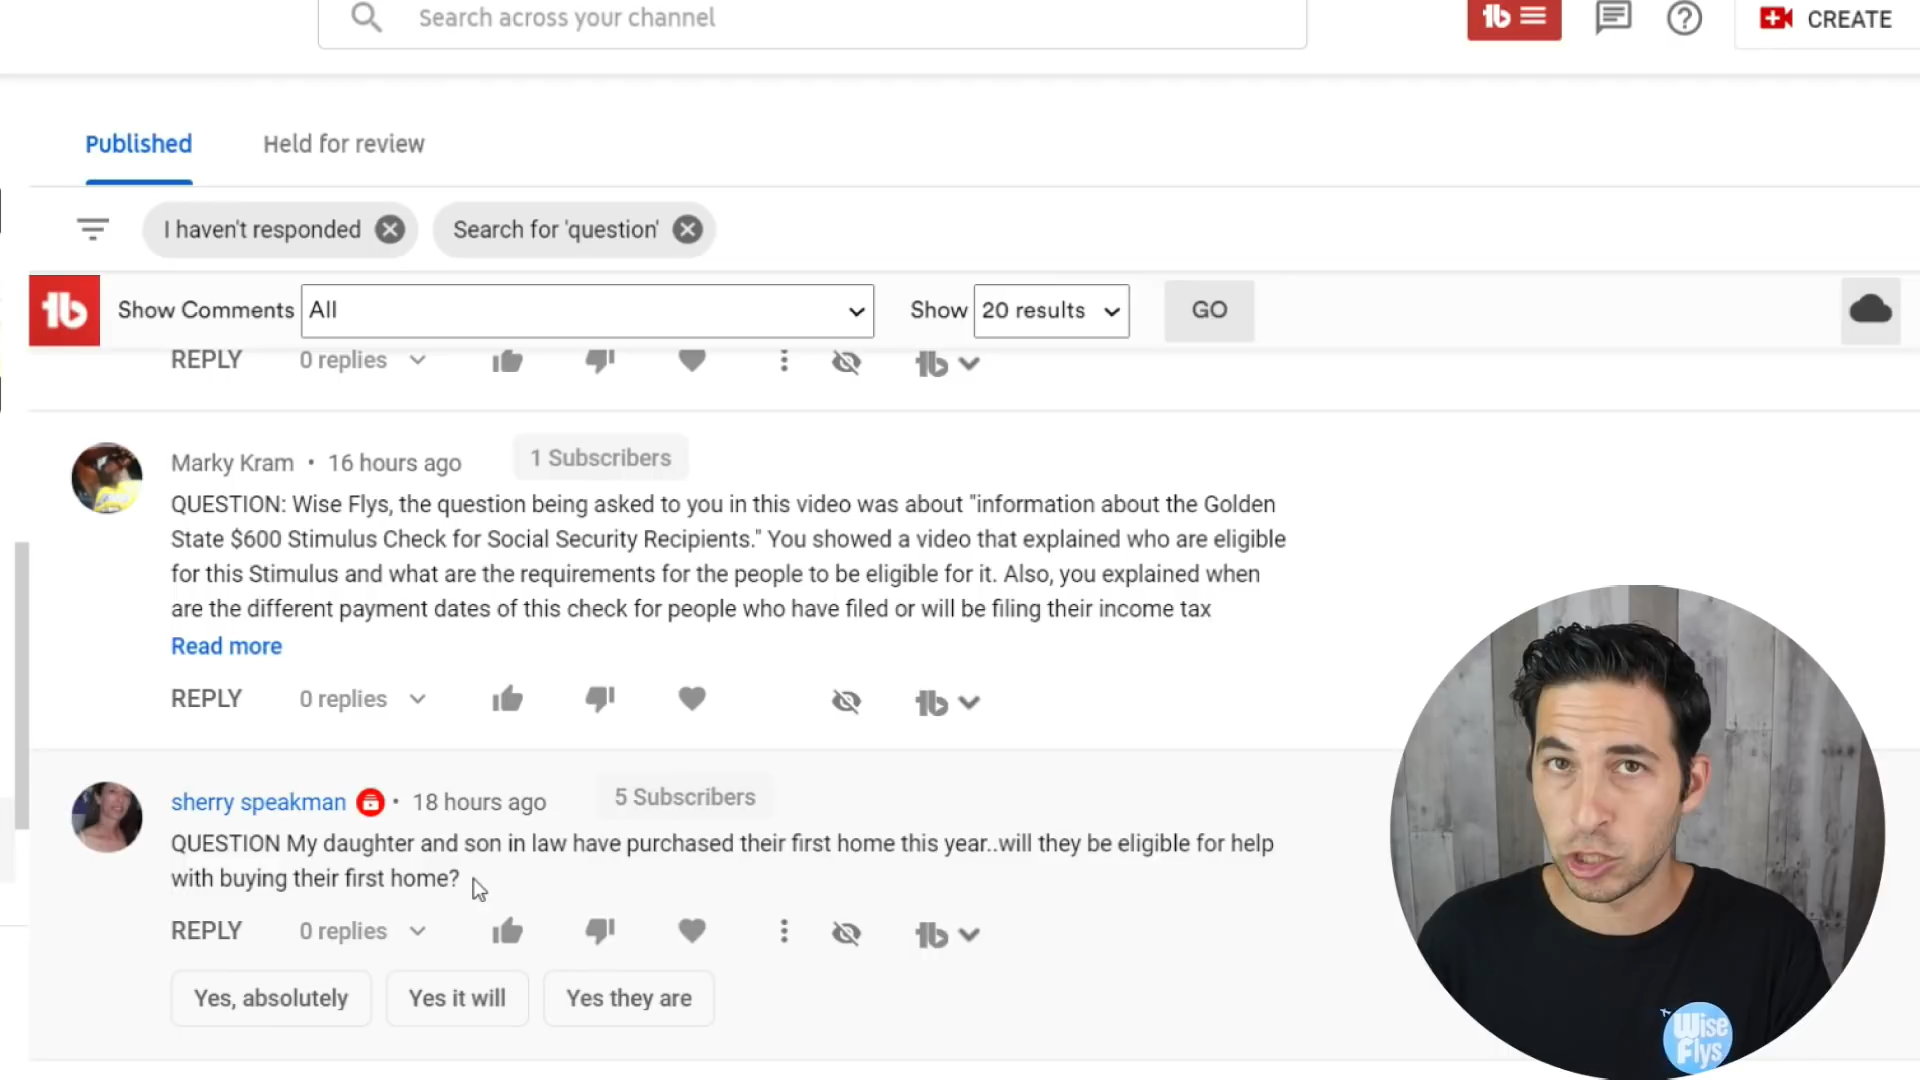 Search across your channel
CREATE
Published
Held for review
I haven't responded
Search for 'question'
tb
Show Comments
All
Show
20 results
GO
REPLY
0 replies
tb
Marky Kram • 16 hours ago
1 Subscribers
QUESTION: Wise Flys, the question being asked to you in this video was about "information about the Golden
State $600 Stimulus Check for Social Security Recipients." You showed a video that explained who are eligible
for this Stimulus and what are the requirements for the people to be eligible for it. Also, you explained when
are the different payment dates of this check for people who have filed or will be filing their income tax
Read more
REPLY
0 replies
tb
sherry speakman • 18 hours ago
5 Subscribers
QUESTION My daughter and son in law have purchased their first home this year..will they be eligible for help
with buying their first home?
REPLY
0 replies
tb
Yes, absolutely
Yes it will
Yes they are
Wise
Flys